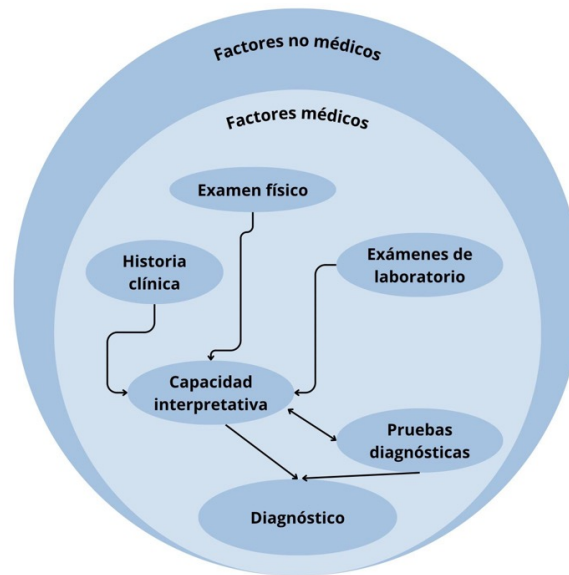 Factores no médicos
Factores médicos
Examen físico
Historia
clínica
Exámenes de
laboratorio
Capacidad
interpretativa
Pruebas
diagnósticas
Diagnóstico